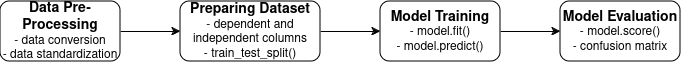 Data Pre-
Processing
- data conversion
- data standardization
Preparing Dataset
- dependent and
independent columns
- train_test_split()
Model Training
- model.fit()
- model.predict()
Model Evaluation
- model.score()
- confusion matrix